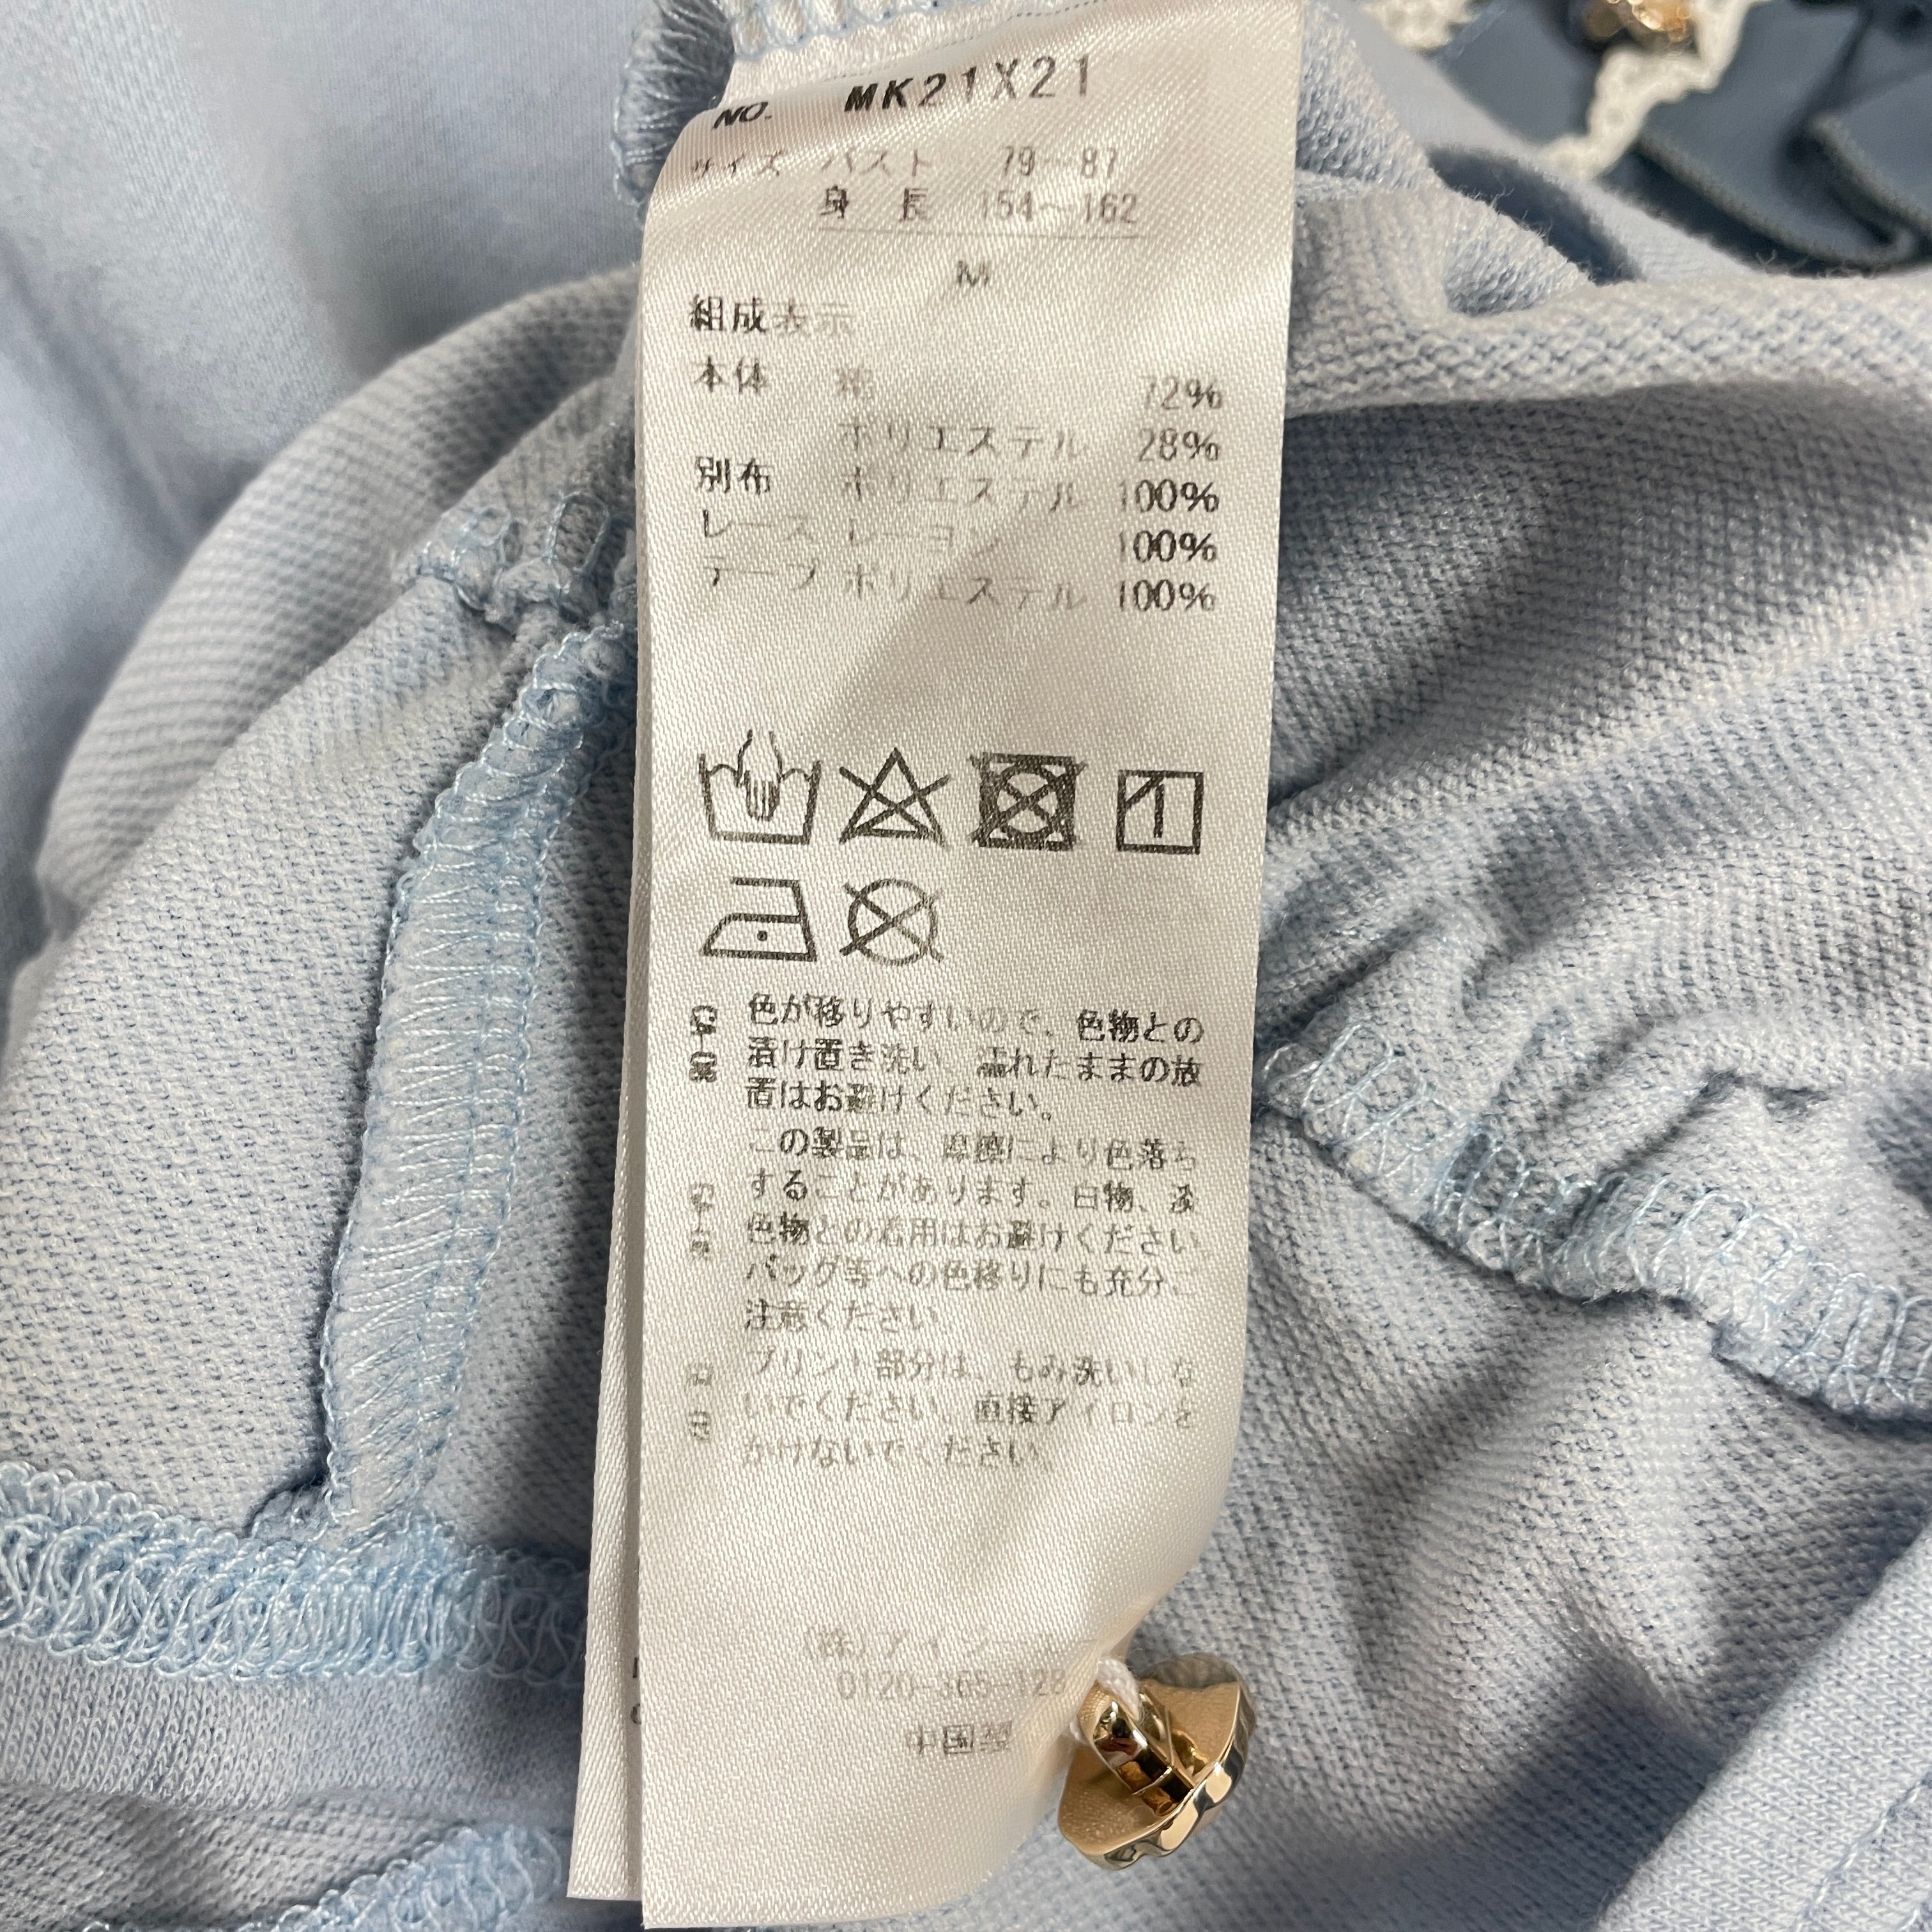 NO. MK21X21
サイズ バスト 79〜87
身 長 154〜162
M
組成表示
本体 綿 72%
ポリエステル 28%
別布 ポリエステル 100%
レース レーヨン 100%
テープ ポリエステル 100%
色が移りやすいので、色物との
漬け置き洗い、濡れたままの放
置はお避けください。
この製品は、摩擦により色落ち
することがあります。白物、淡
色物との着用はお避けください
バッグ等への色移りにも充分ご
注意ください
プリント部分は、もみ洗いしな
いでください。直接アイロンを
かけないでください。
(株)アイジー
0120-365-128
中国製